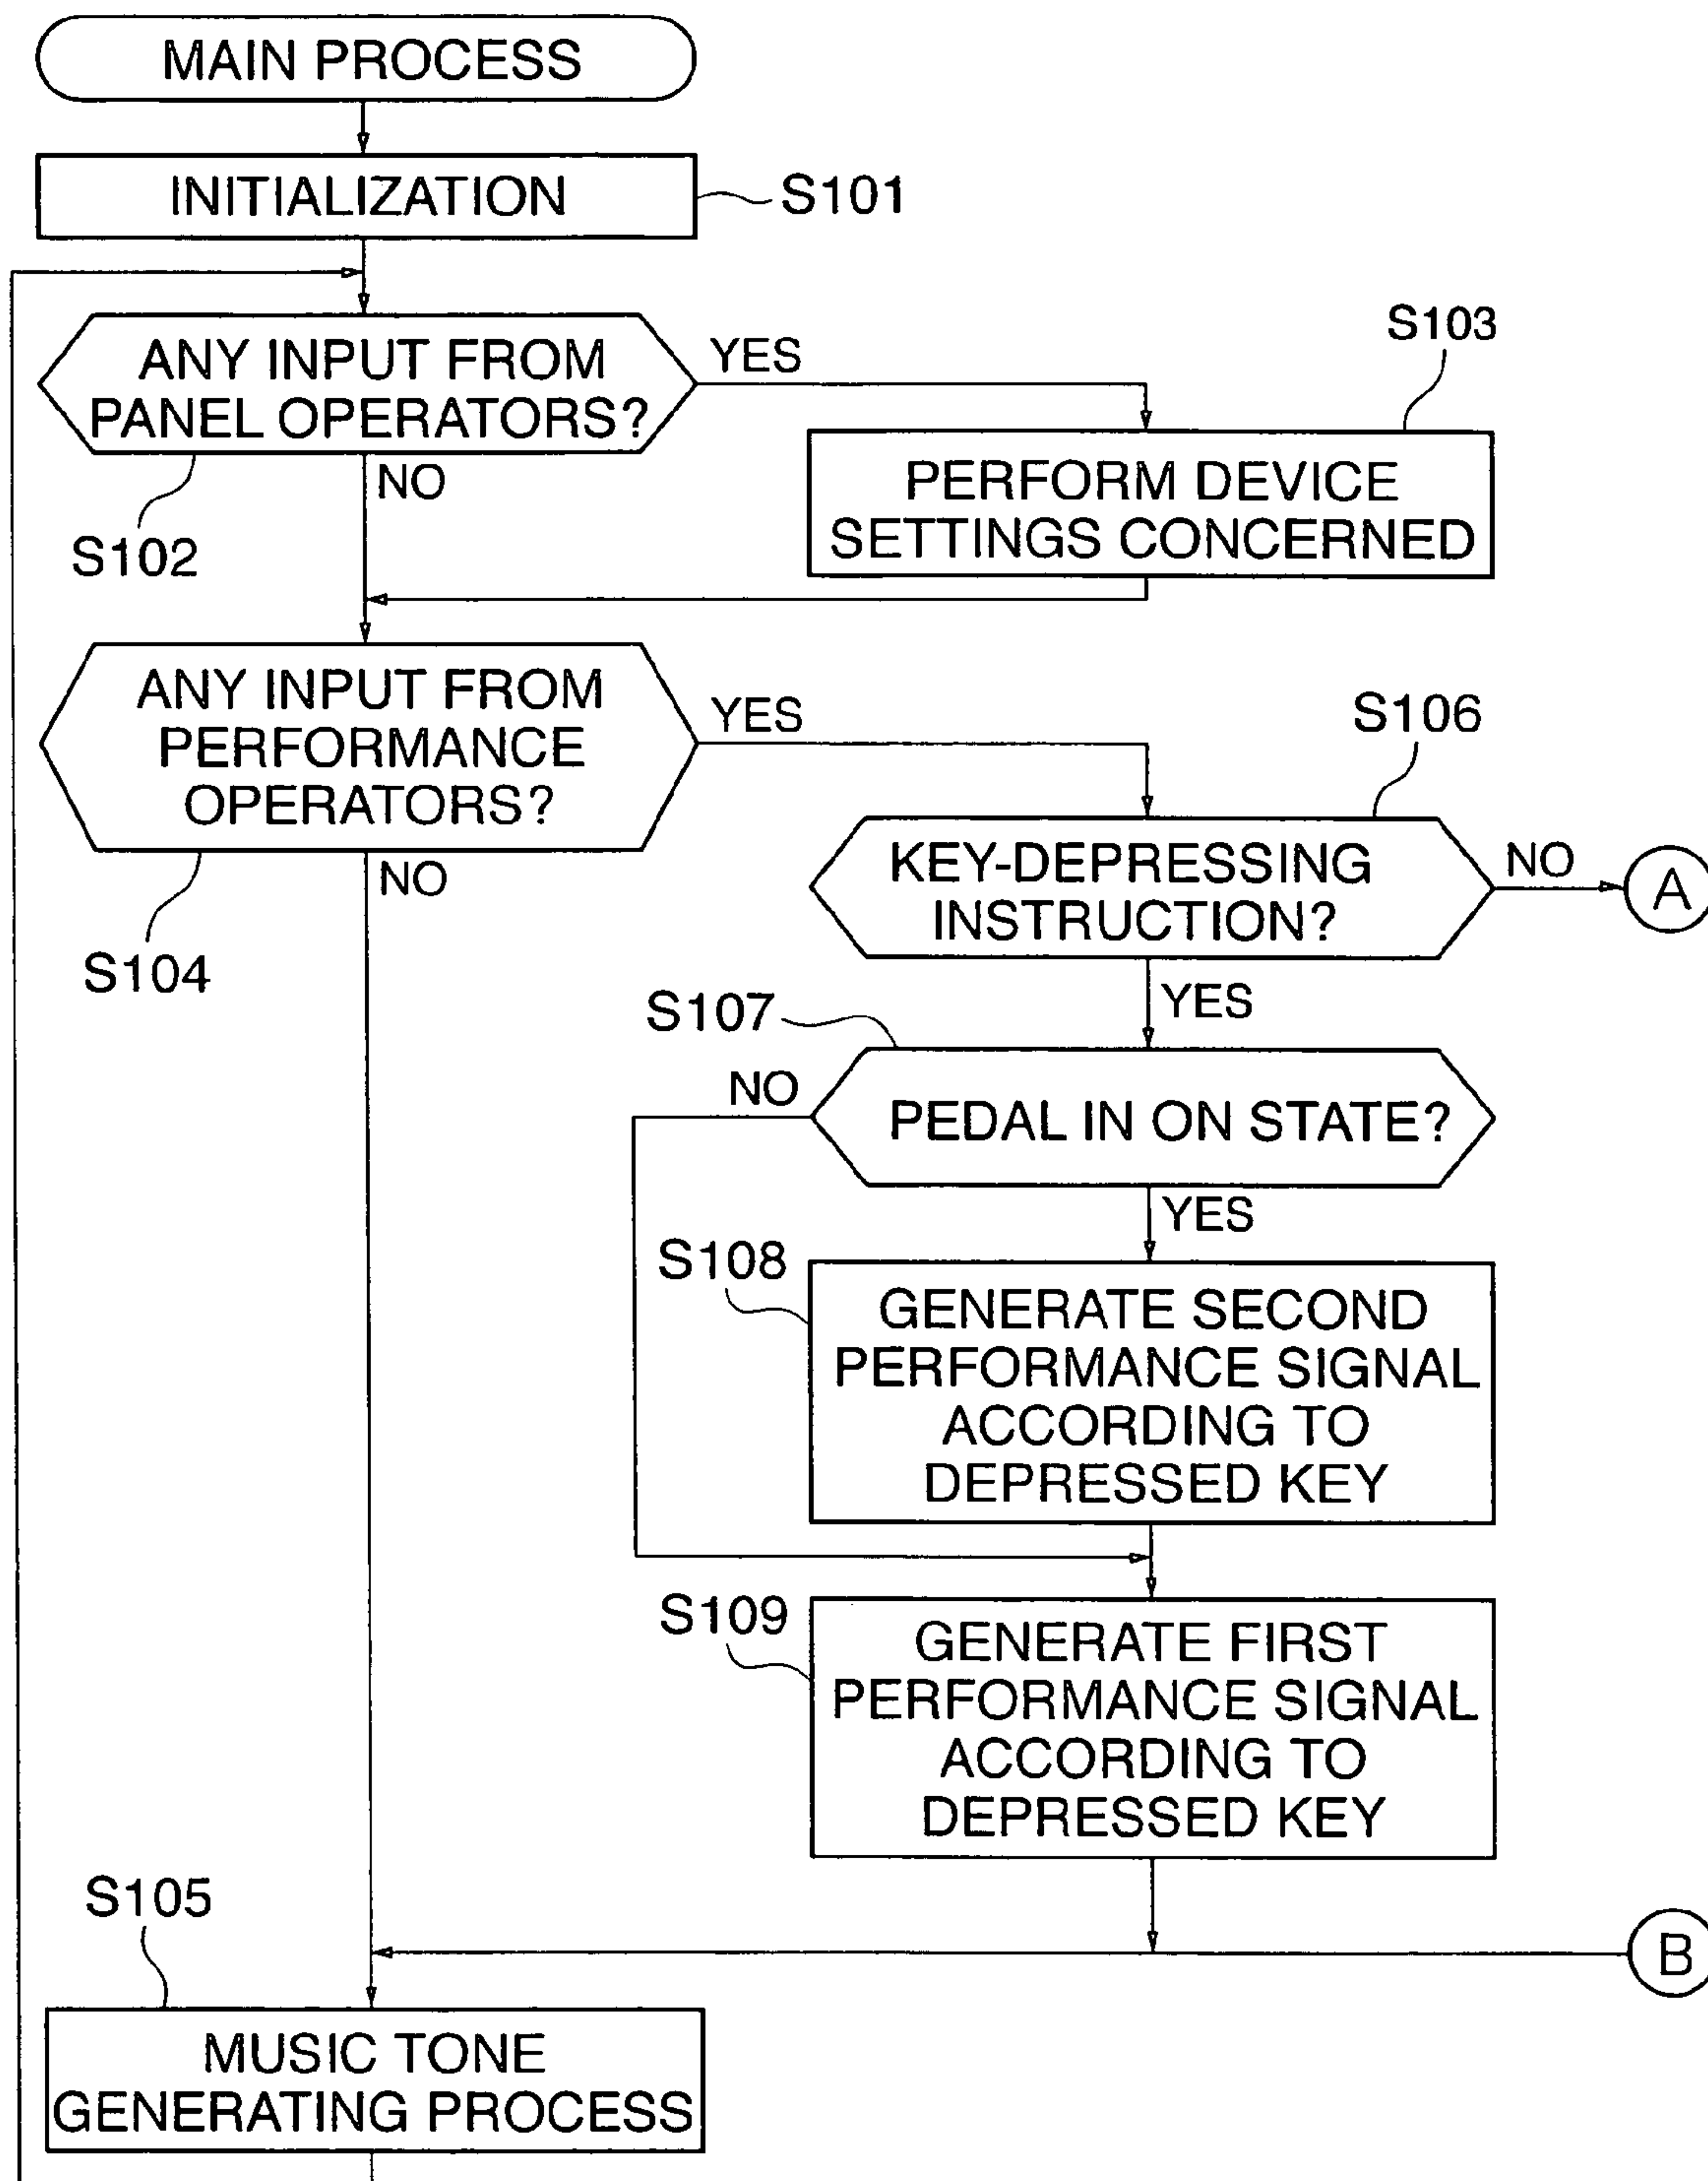 MAIN PROCESS
INITIALIZATION
S101
ANY INPUT FROM
PANEL OPERATORS?
YES
NO
S102
S103
PERFORM DEVICE
SETTINGS CONCERNED
ANY INPUT FROM
PERFORMANCE
OPERATORS?
YES
NO
S104
S106
KEY-DEPRESSING
INSTRUCTION?
NO
A
YES
S107
NO
PEDAL IN ON STATE?
YES
S108
GENERATE SECOND
PERFORMANCE SIGNAL
ACCORDING TO
DEPRESSED KEY
S109
GENERATE FIRST
PERFORMANCE SIGNAL
ACCORDING TO
DEPRESSED KEY
S105
B
MUSIC TONE
GENERATING PROCESS